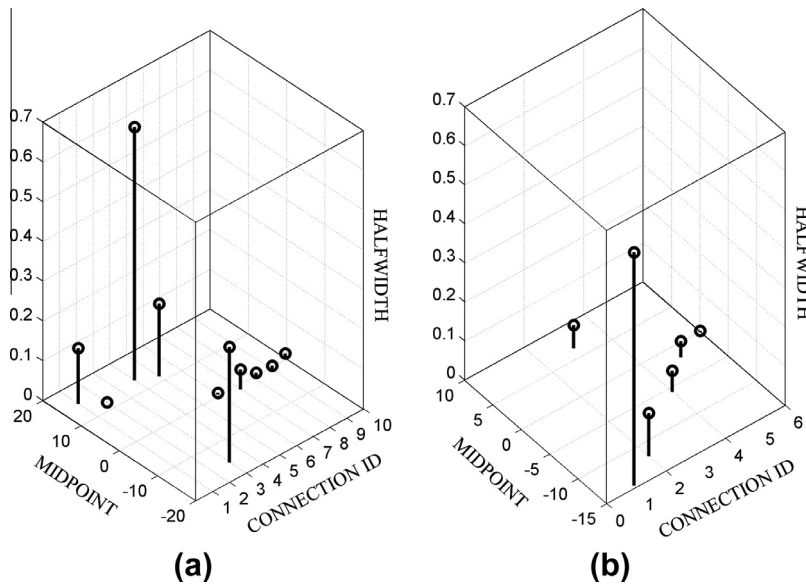 0.7
0.6
0.5
0.4
0.3
0.2
0.1
0
20
10
0
-10
-20
MIDPOINT
1 2 3 4 5 6 7 8 9 10
CONNECTION ID
HALFWIDTH
(a)
0.7
0.6
0.5
0.4
0.3
0.2
0.1
0
10
5
0
-5
-10
-15
MIDPOINT
0 1 2 3 4 5 6
CONNECTION ID
HALFWIDTH
(b)